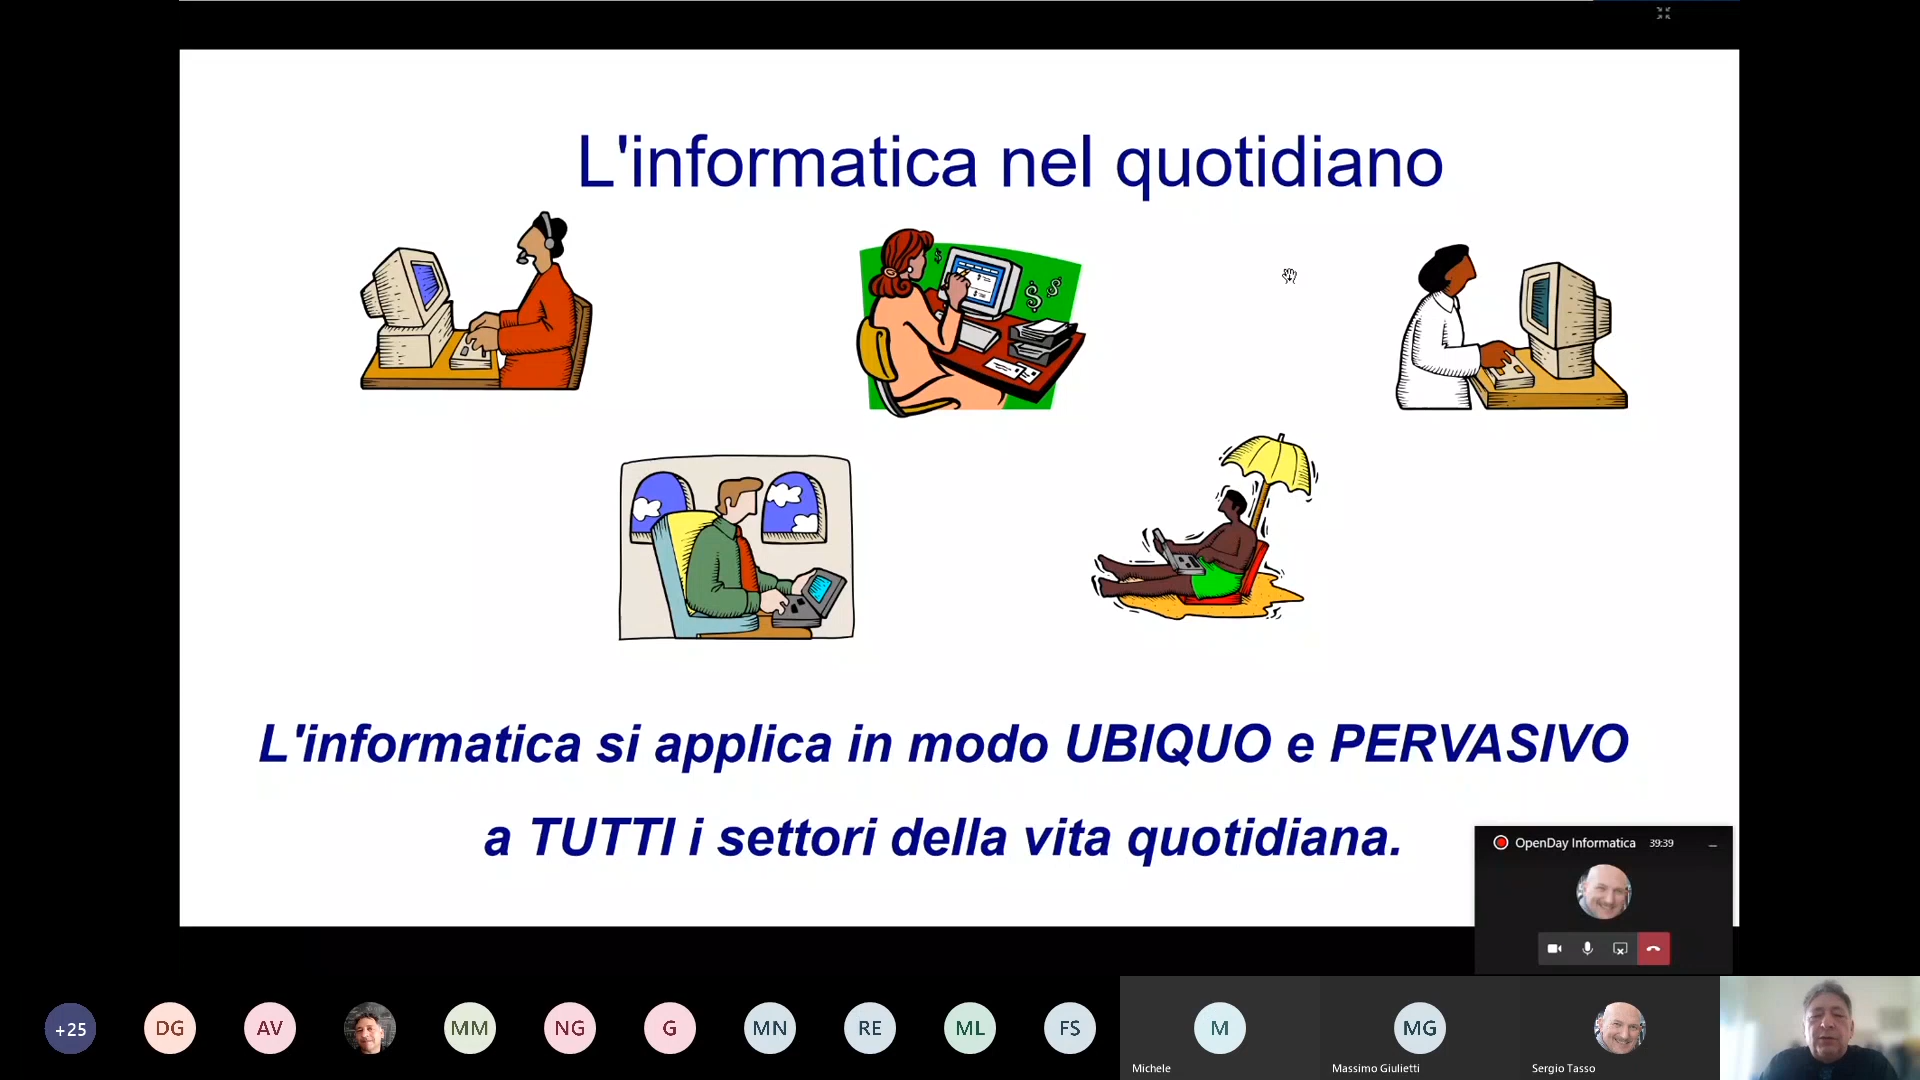 L'informatica nel quotidiano
$ $ $
L'informatica si applica in modo UBIQUO e PERVASIVO
a TUTTI i settori della vita quotidiana.
OpenDay Informatica 39:39
+25 DG AV MM NG G MN RE ML FS M MG
Michele Massimo Giulietti Sergio Tasso